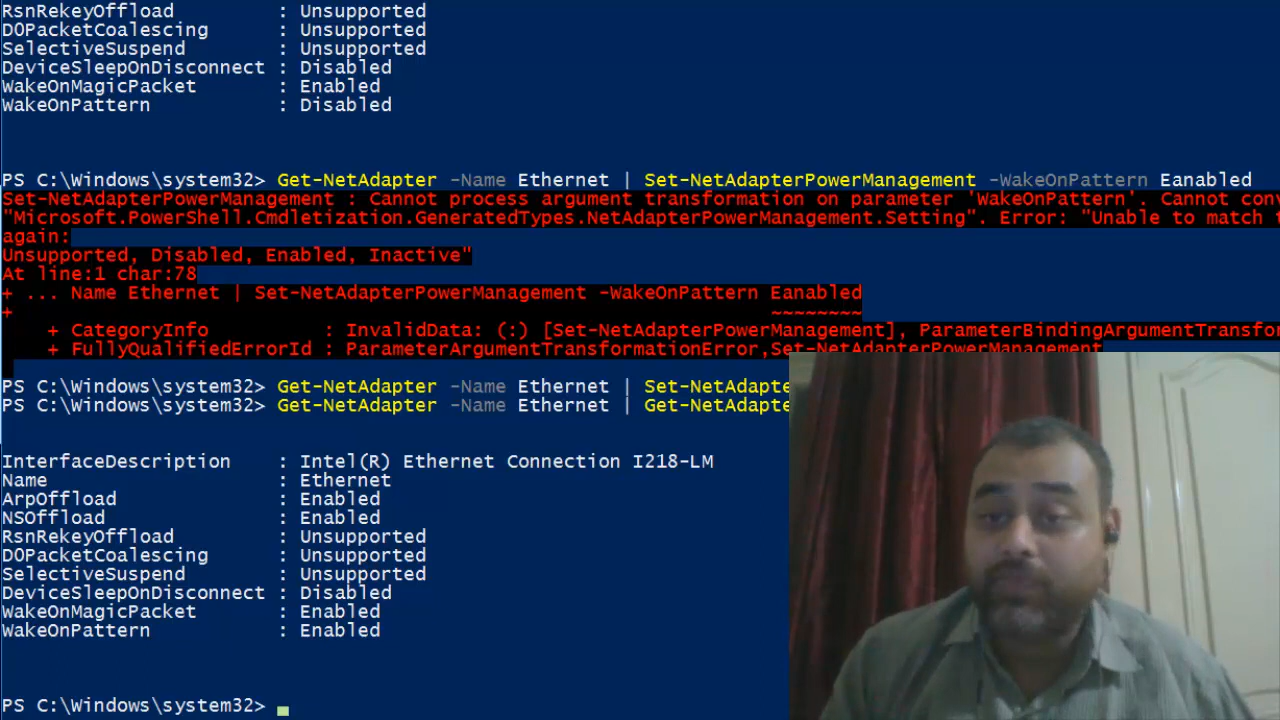 RsnRekeyOffload : Unsupported
D0PacketCoalescing : Unsupported
SelectiveSuspend : Unsupported
DeviceSleepOnDisconnect : Disabled
WakeOnMagicPacket : Enabled
WakeOnPattern : Disabled
PS C:\Windows\system32> Get-NetAdapter -Name Ethernet | Set-NetAdapterPowerManagement -WakeOnPattern Eanabled
Set-NetAdapterPowerManagement : Cannot process argument transformation on parameter 'WakeOnPattern'. Cannot conv
"Microsoft.PowerShell.Cmdletization.GeneratedTypes.NetAdapterPowerManagement.Setting". Error: "Unable to match t
again:
Unsupported, Disabled, Enabled, Inactive"
At line:1 char:78
+ ... Name Ethernet | Set-NetAdapterPowerManagement -WakeOnPattern Eanabled
+ ~~~~~~~~
+ CategoryInfo : InvalidData: (:) [Set-NetAdapterPowerManagement], ParameterBindingArgumentTransfor
+ FullyQualifiedErrorId : ParameterArgumentTransformationError,Set-NetAdapterPowerManagement
PS C:\Windows\system32> Get-NetAdapter -Name Ethernet | Set-NetAdapte
PS C:\Windows\system32> Get-NetAdapter -Name Ethernet | Get-NetAdapte
InterfaceDescription : Intel(R) Ethernet Connection I218-LM
Name : Ethernet
ArpOffload : Enabled
NSOffload : Enabled
RsnRekeyOffload : Unsupported
D0PacketCoalescing : Unsupported
SelectiveSuspend : Unsupported
DeviceSleepOnDisconnect : Disabled
WakeOnMagicPacket : Enabled
WakeOnPattern : Enabled
PS C:\Windows\system32>